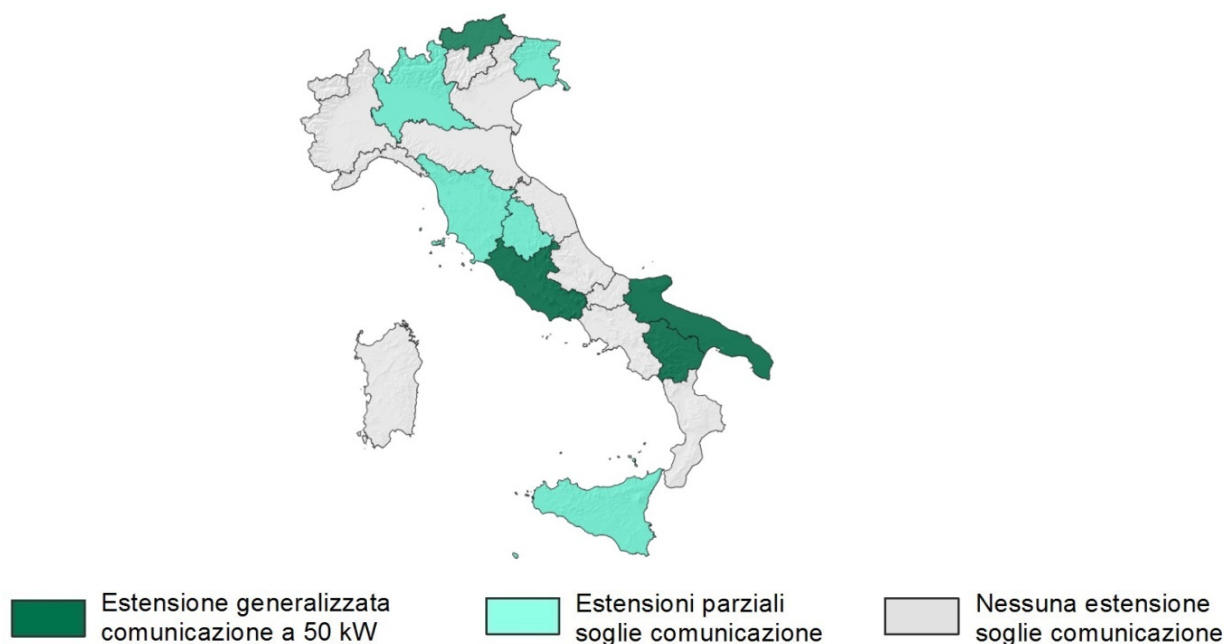 Estensione generalizzata
comunicazione a 50 kW
Estensioni parziali
soglie comunicazione
Nessuna estensione
soglie comunicazione